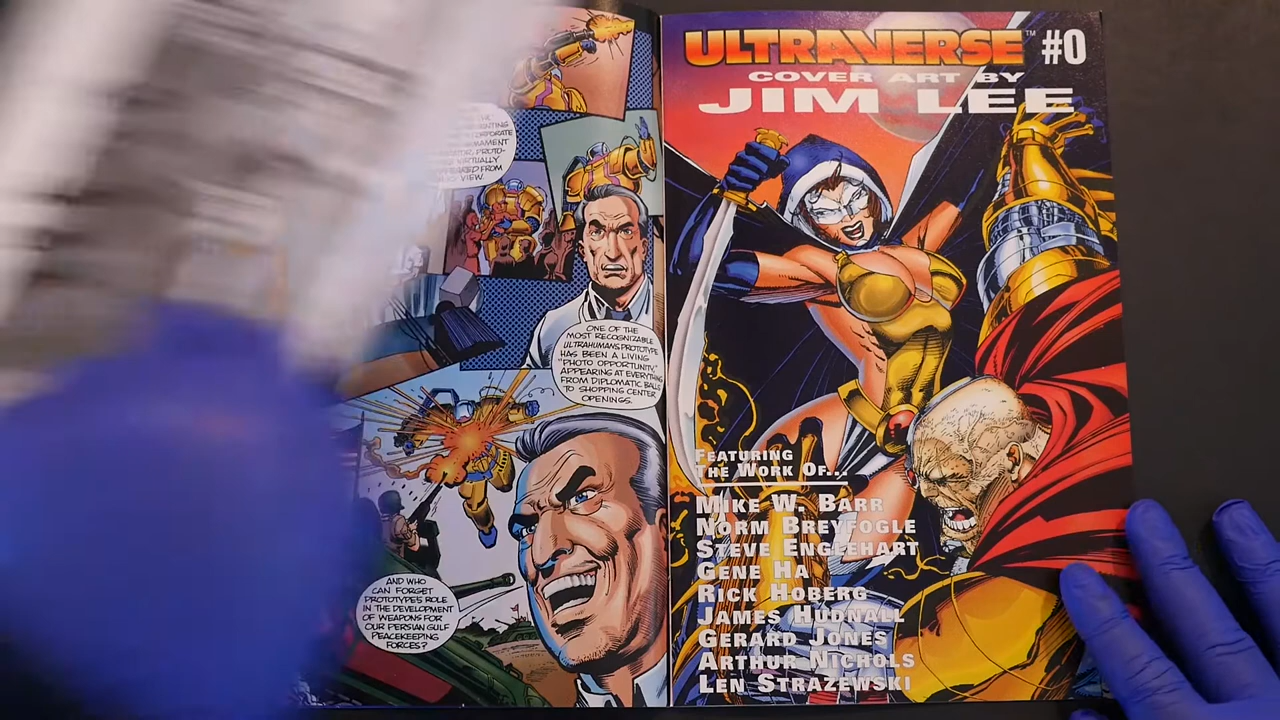 VIEW.
ONE OF THE
MOST RECOGNIZABLE
ULTRAHUMANS, PROTOTYPE
HAS BEEN A LIVING
"PHOTO OPPORTUNITY,"
APPEARING AT EVERYTHING
FROM DIPLOMATIC BALLS
TO SHOPPING CENTER
OPENINGS.
AND WHO
CAN FORGET
PROTOTYPE'S ROLE
IN THE DEVELOPMENT
OF WEAPONS FOR
OUR PERSIAN GULF
PEACEKEEPING
FORCES?
ULTRAVERSE™ #0
COVER ART BY
JIM LEE
FEATURING
THE WORK OF...
MIKE W. BARR
NORM BREYFOGLE
STEVE ENGLEHART
GENE HA
RICK HOBERG
JAMES HUDNALL
GERARD JONES
ARTHUR NICHOLS
LEN STRAZEWSKI